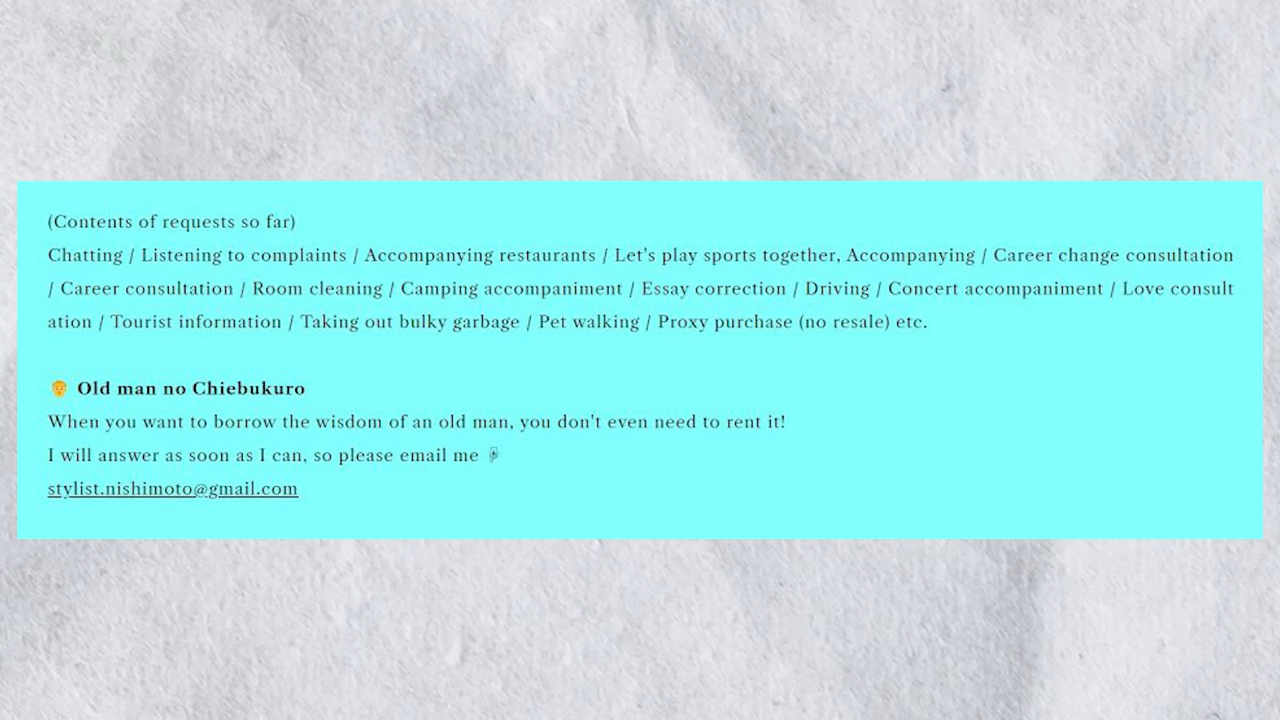 (Contents of requests so far)
Chatting / Listening to complaints / Accompanying restaurants / Let's play sports together, Accompanying / Career change consultation
/ Career consultation / Room cleaning / Camping accompaniment / Essay correction / Driving / Concert accompaniment / Love consult
ation / Tourist information / Taking out bulky garbage / Pet walking / Proxy purchase (no resale) etc.
Old man no Chiebukuro
When you want to borrow the wisdom of an old man, you don't even need to rent it!
I will answer as soon as I can, so please email me
stylist.nishimoto@gmail.com